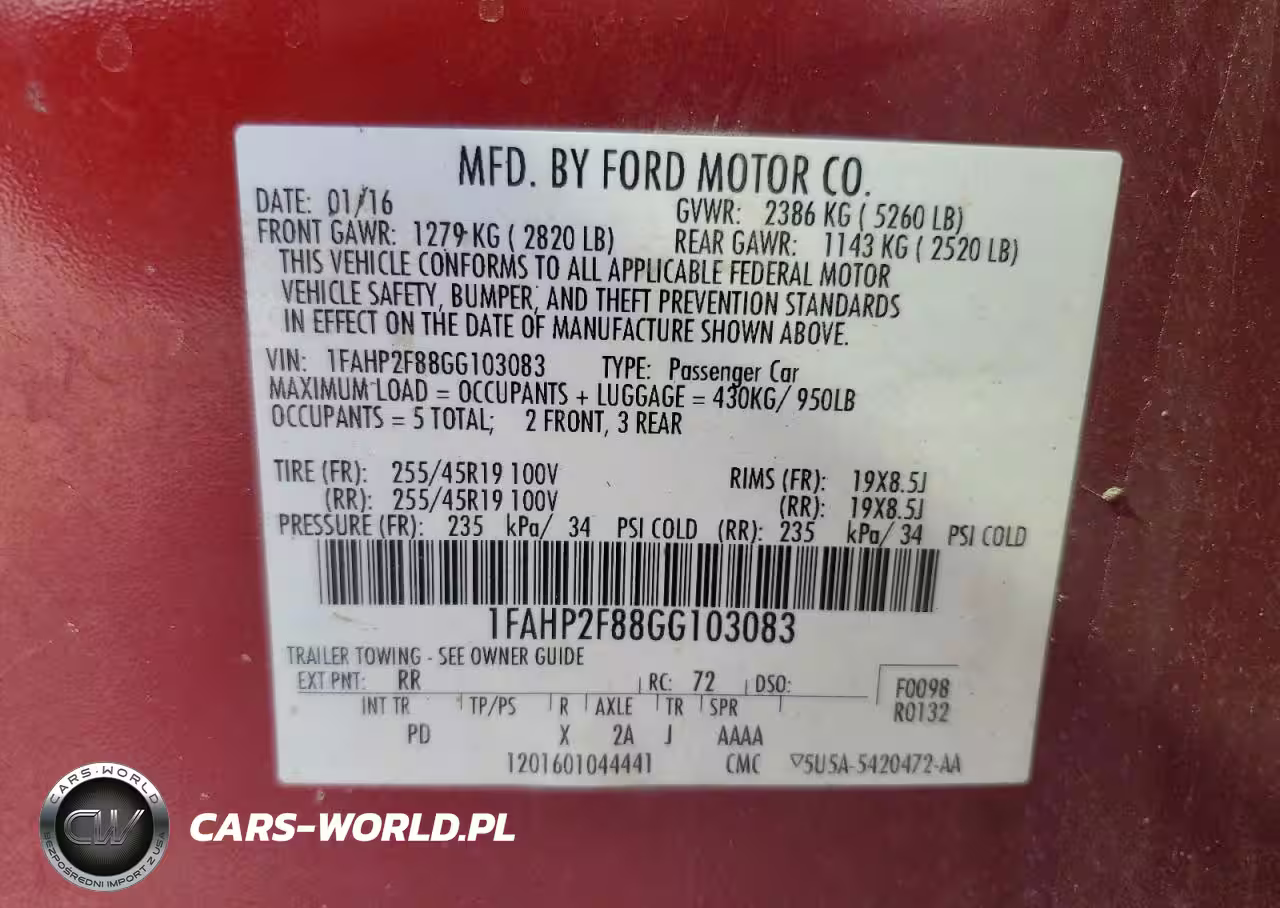 MFD. BY FORD MOTOR CO.
DATE: 01/16 GVWR: 2386 KG ( 5260 LB)
FRONT GAWR: 1279 KG ( 2820 LB) REAR GAWR: 1143 KG ( 2520 LB)
THIS VEHICLE CONFORMS TO ALL APPLICABLE FEDERAL MOTOR
VEHICLE SAFETY, BUMPER, AND THEFT PREVENTION STANDARDS
IN EFFECT ON THE DATE OF MANUFACTURE SHOWN ABOVE.
VIN: 1FAHP2F88GG103083 TYPE: Passenger Car
MAXIMUM LOAD = OCCUPANTS + LUGGAGE = 430KG/ 950LB
OCCUPANTS = 5 TOTAL; 2 FRONT, 3 REAR
TIRE (FR): 255/45R19 100V RIMS (FR): 19X8.5J
(RR): 255/45R19 100V (RR): 19X8.5J
PRESSURE (FR): 235 kPa/ 34 PSI COLD (RR): 235 kPa/ 34 PSI COLD
1FAHP2F88GG103083
TRAILER TOWING - SEE OWNER GUIDE
EXT PNT: RR RC: 72 DSO: F0098
INT TR TP/PS R AXLE TR SPR R0132
PD X 2A J AAAA
1201601044441 CMC ▽5U5A-5420472-AA
CARS-WORLD
CW
BEZPOŚREDNI IMPORT Z USA
CARS-WORLD.PL